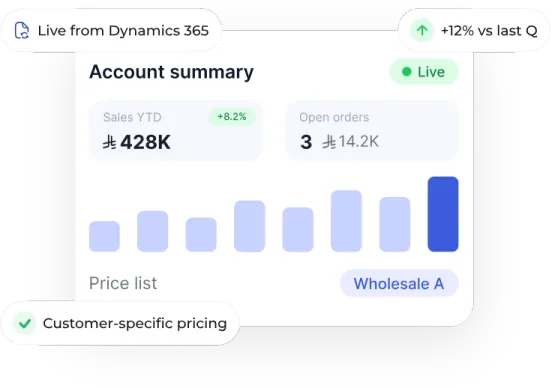 Live from Dynamics 365
+12% vs last Q
Account summary
Live
Sales YTD
+8.2%
Open orders
⃁ 428K
3 ⃁ 14.2K
Price list
Wholesale A
Customer-specific pricing